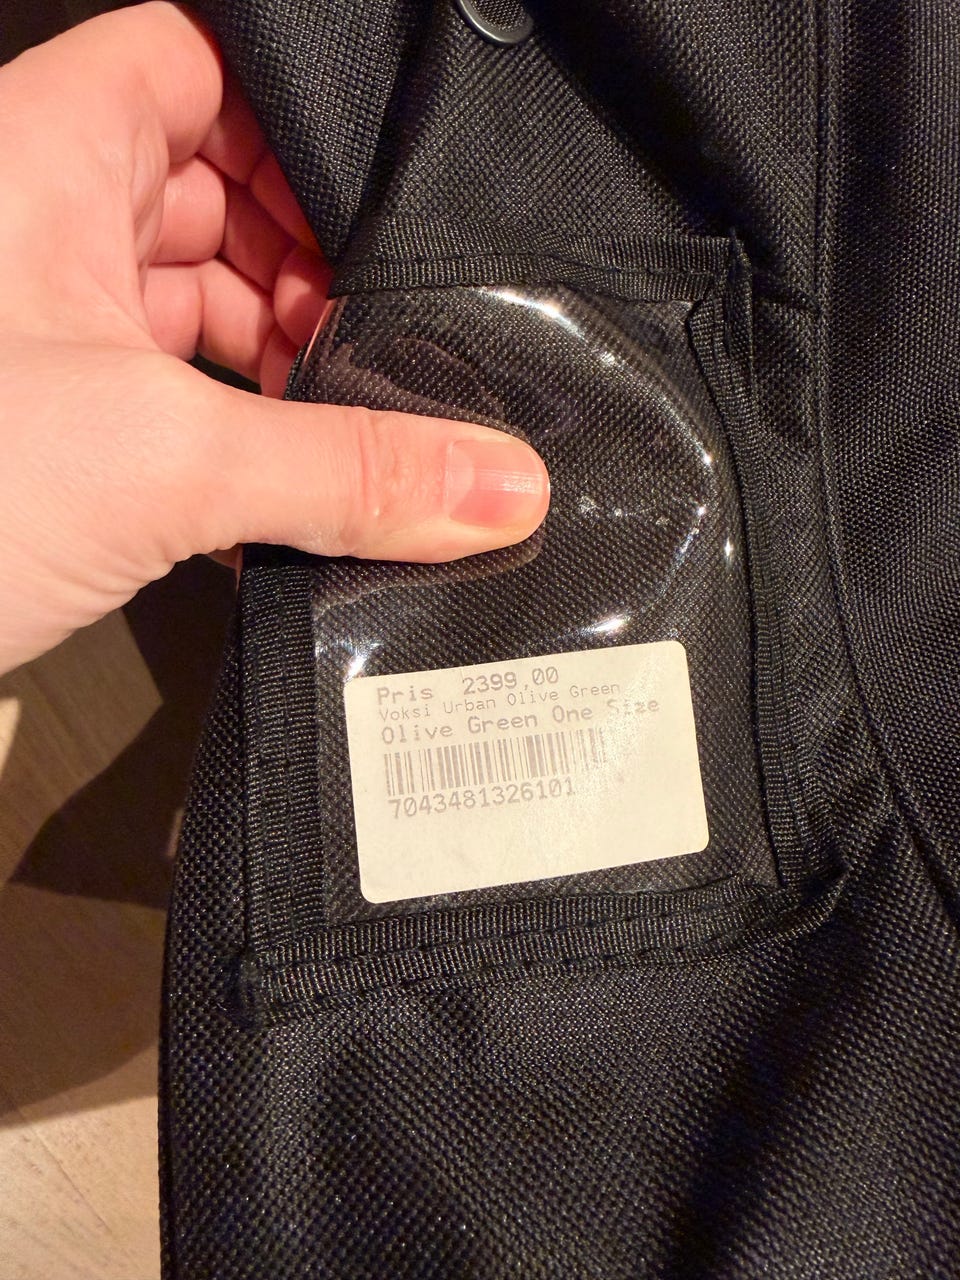 Pris 2399,00
Voksi Urban Olive Green
Olive Green One Size
7043481326101